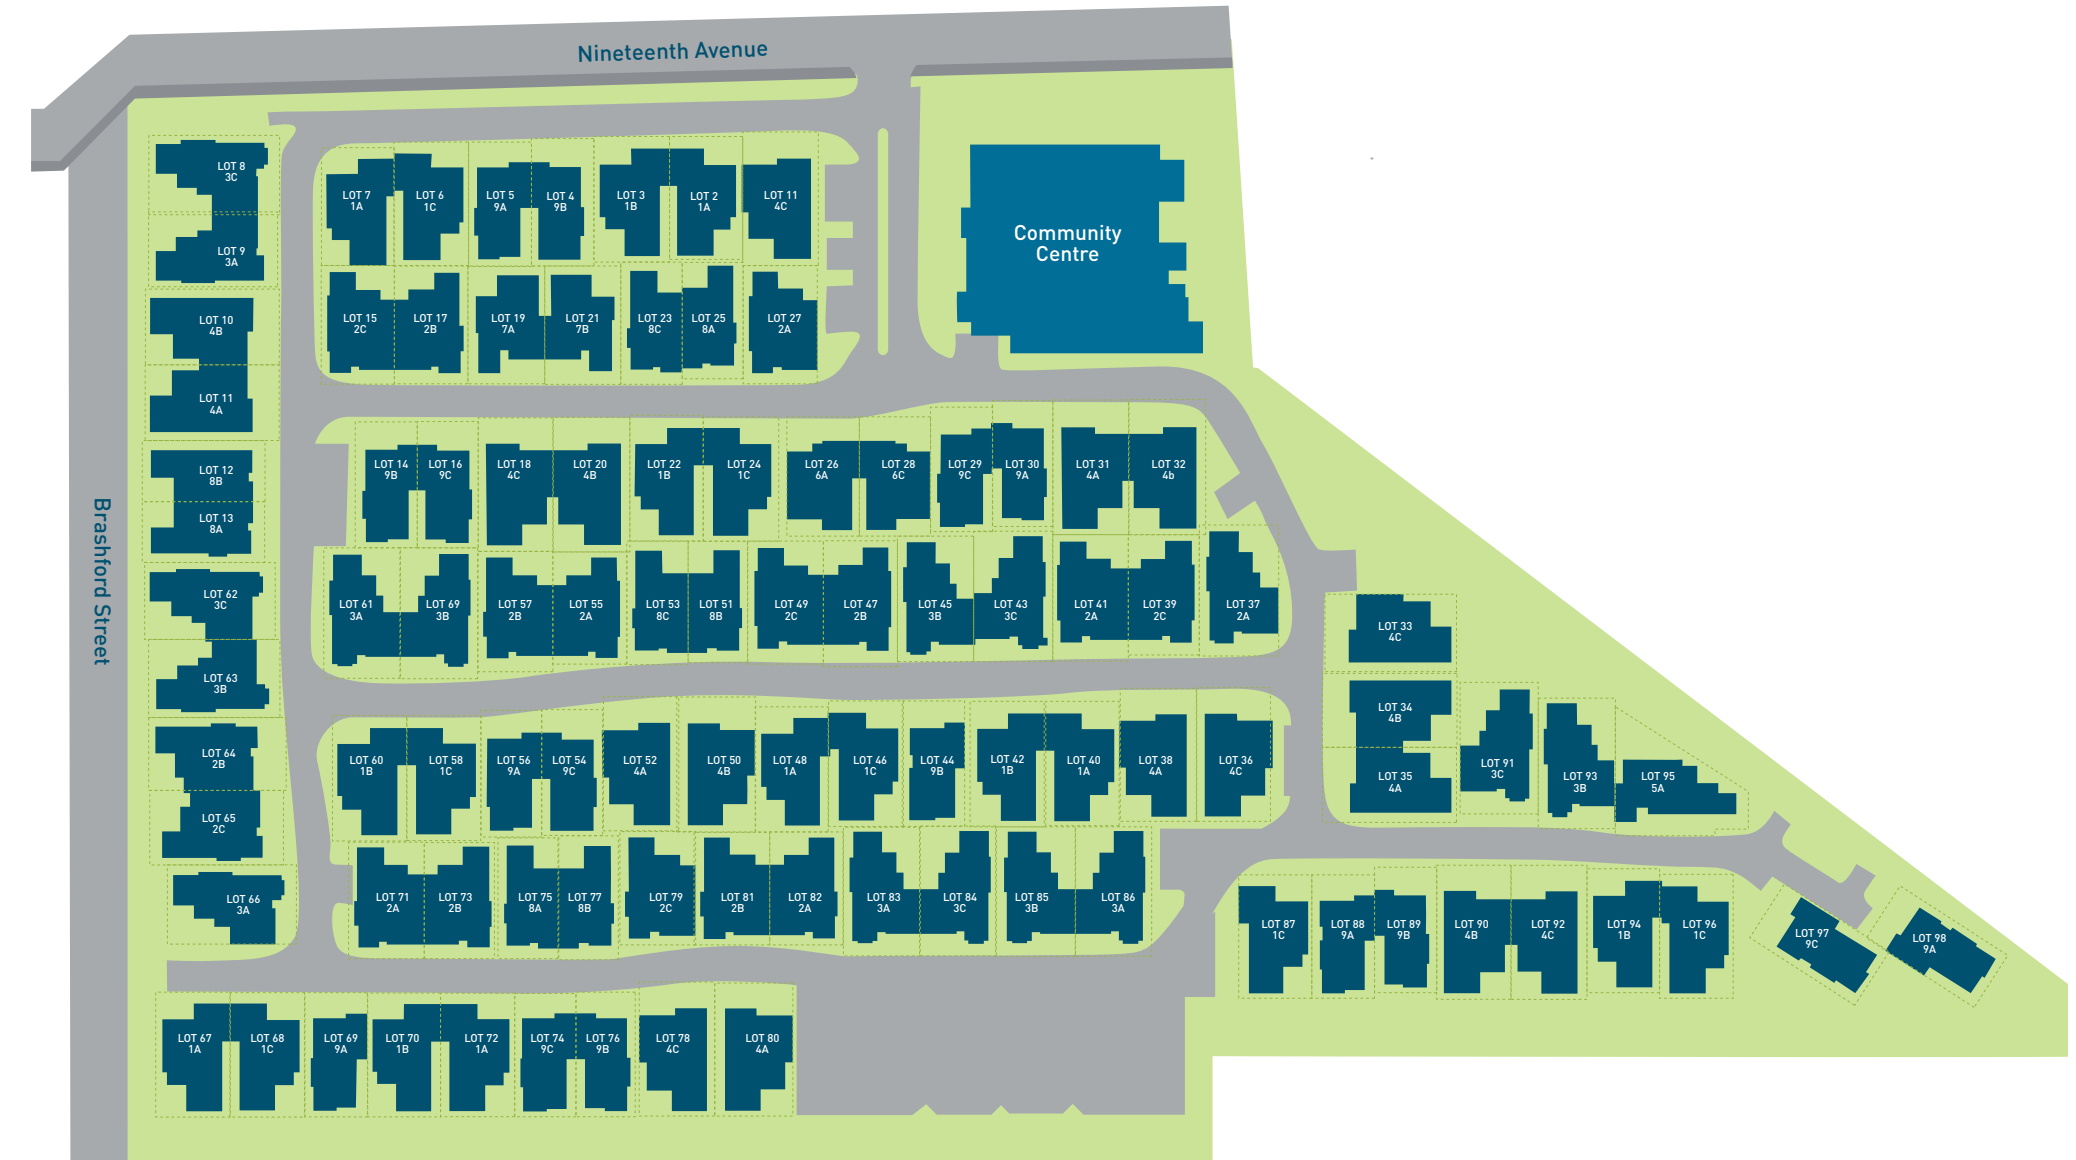 Nineteenth Avenue
Brashford Street
Community
Centre
LOT 8
3C
LOT 9
3A
LOT 10
4B
LOT 11
4A
LOT 12
8B
LOT 13
8A
LOT 62
3C
LOT 63
3B
LOT 64
2B
LOT 65
2C
LOT 66
3A
LOT 7
1A
LOT 6
1C
LOT 5
9A
LOT 4
9B
LOT 3
1B
LOT 2
1A
LOT 11
4C
LOT 15
2C
LOT 17
2B
LOT 19
7A
LOT 21
7B
LOT 23
8C
LOT 25
8A
LOT 27
2A
LOT 14
9B
LOT 16
9C
LOT 18
4C
LOT 20
4B
LOT 22
1B
LOT 24
1C
LOT 26
6A
LOT 28
6C
LOT 29
9C
LOT 30
9A
LOT 31
4A
LOT 32
4b
LOT 61
3A
LOT 69
3B
LOT 57
2B
LOT 55
2A
LOT 53
8C
LOT 51
8B
LOT 49
2C
LOT 47
2B
LOT 45
3B
LOT 43
3C
LOT 41
2A
LOT 39
2C
LOT 37
2A
LOT 33
4C
LOT 34
4B
LOT 35
4A
LOT 91
3C
LOT 93
3B
LOT 95
5A
LOT 60
1B
LOT 58
1C
LOT 56
9A
LOT 54
9C
LOT 52
4A
LOT 50
4B
LOT 48
1A
LOT 46
1C
LOT 44
9B
LOT 42
1B
LOT 40
1A
LOT 38
4A
LOT 36
4C
LOT 71
2A
LOT 73
2B
LOT 75
8A
LOT 77
8B
LOT 79
2C
LOT 81
2B
LOT 82
2A
LOT 83
3A
LOT 84
3C
LOT 85
3B
LOT 86
3A
LOT 87
1C
LOT 88
9A
LOT 89
9B
LOT 90
4B
LOT 92
4C
LOT 94
1B
LOT 96
1C
LOT 97
9C
LOT 98
9A
LOT 67
1A
LOT 68
1C
LOT 69
9A
LOT 70
1B
LOT 72
1A
LOT 74
9C
LOT 76
9B
LOT 78
4C
LOT 80
4A